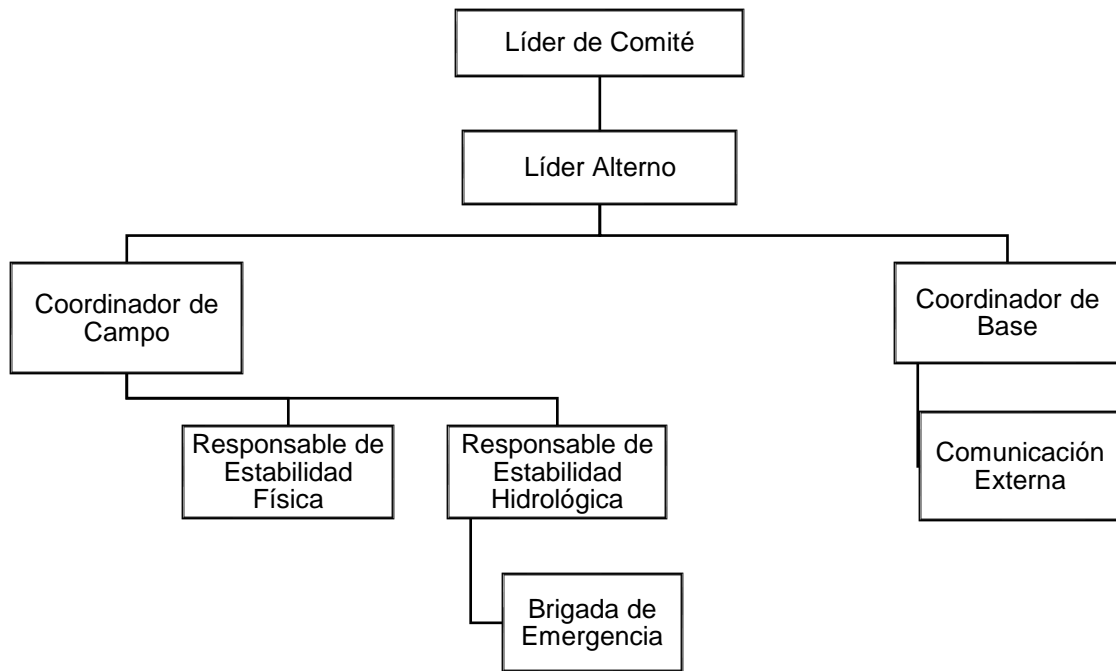 Líder de Comité
Líder Alterno
Coordinador de
Campo
Coordinador de
Base
Responsable de
Estabilidad
Física
Responsable de
Estabilidad
Hidrológica
Comunicación
Externa
Brigada de
Emergencia